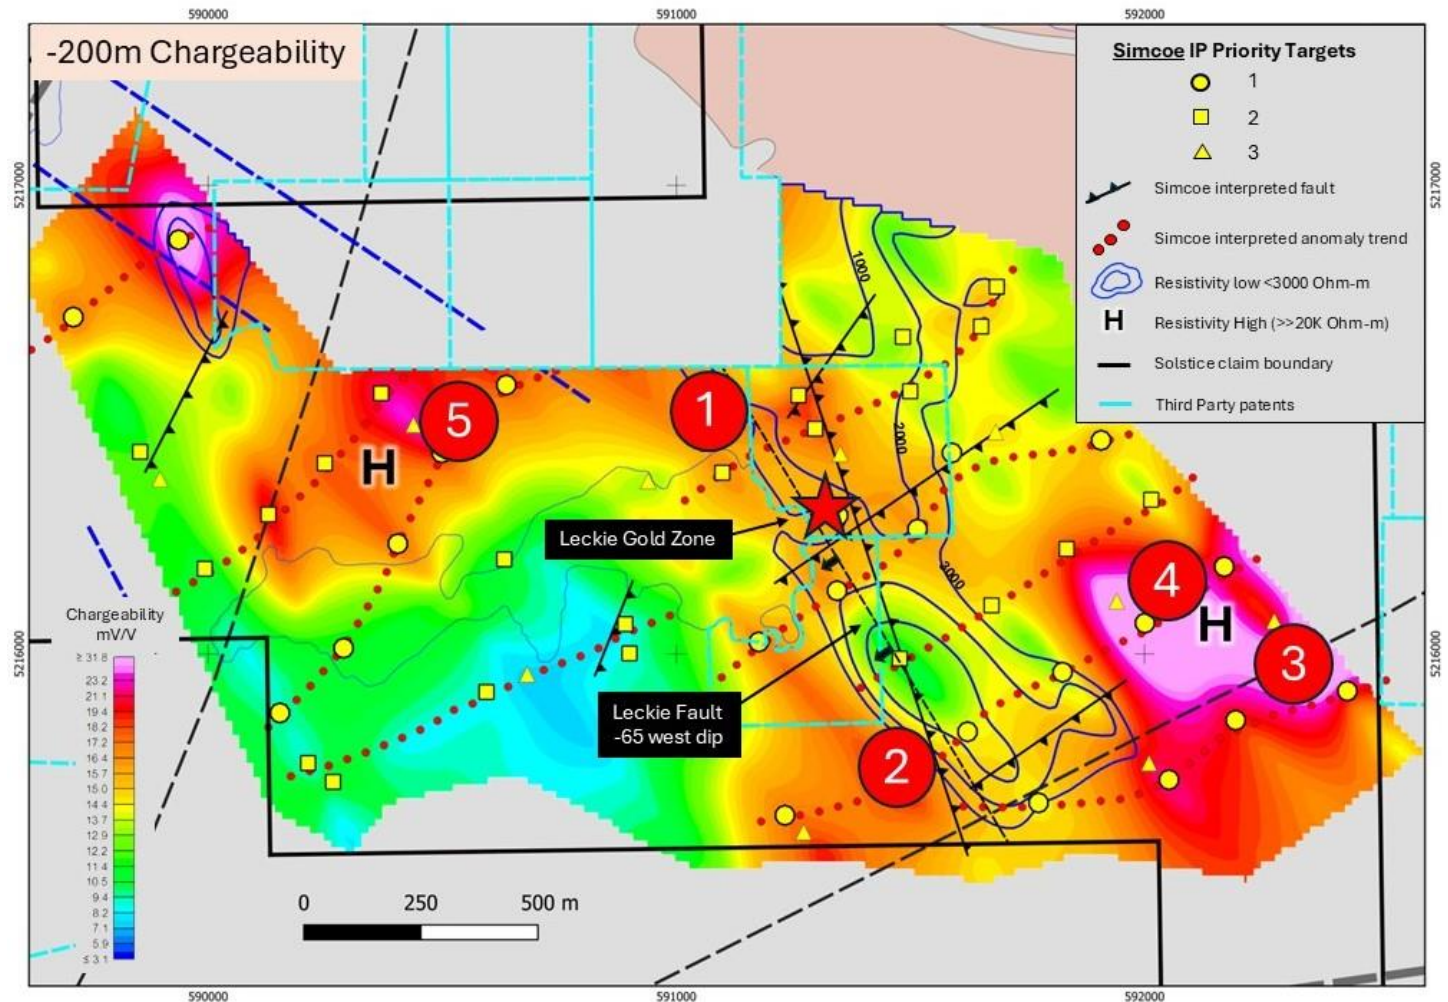 590000
591000
592000
-200m Chargeability
Simcoe IP Priority Targets
1
2
3
Simcoe interpreted fault
Simcoe interpreted anomaly trend
Resistivity low <3000 Ohm-m
H
Resistivity High (>>20K Ohm-m)
Solstice claim boundary
Third Party patents
5217000
5217000
1000
2000
3000
5
1
H
Leckie Gold Zone
4
H
3
Leckie Fault
-65 west dip
2
5216000
5216000
Chargeability
mV/V
≥ 31.8
23.2
21.1
19.4
18.2
17.2
16.4
15.7
15.0
14.4
13.7
12.9
12.2
11.4
10.5
9.4
8.2
7.1
5.9
≤ 3.1
0
250
500 m
590000
591000
592000